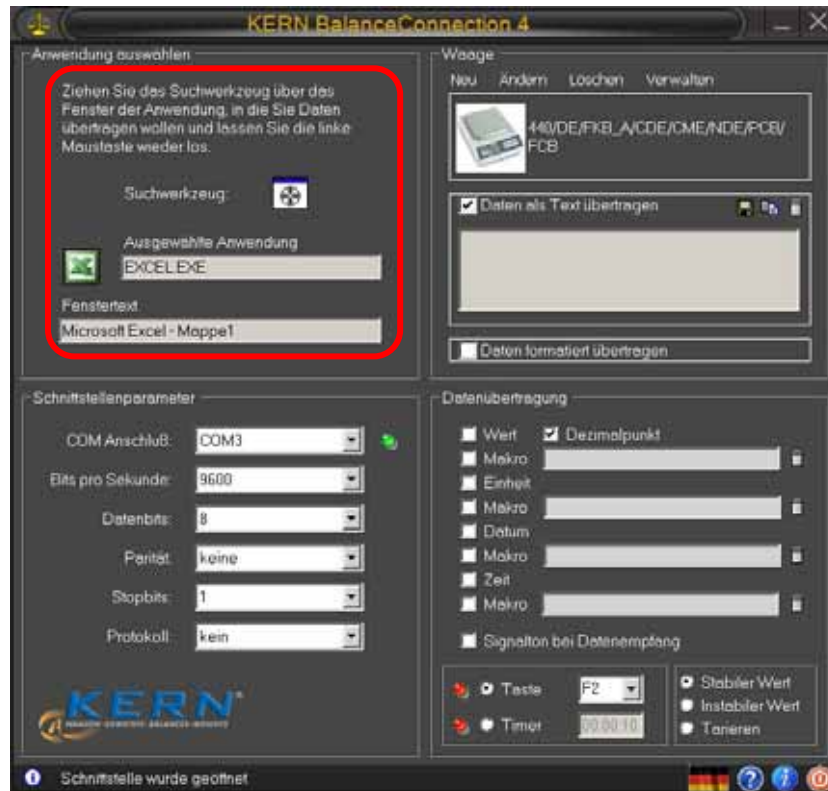 KERN BalanceConnection 4
Anwendung auswählen
Ziehen Sie das Suchwerkzeug über das
Fenster der Anwendung, in die Sie Daten
übertragen wollen und lassen Sie die linke
Maustaste wieder los.
Suchwerkzeug:
Ausgewählte Anwendung
EXCEL.EXE
Fenstertext
Microsoft Excel - Mappe1
Waage
Neu Ändern Löschen Verwalten
440/DE/FKB_A/CDE/CME/NDE/PCB/
FCB
Daten als Text übertragen
Daten formatiert übertragen
Schnittstellenparameter
COM Anschluß: COM3
Bits pro Sekunde: 9600
Datenbits: 8
Parität: keine
Stopbits: 1
Protokoll: kein
KERN
Datenübertragung
Wert Dezimalpunkt
Makro
Einheit
Makro
Datum
Makro
Zeit
Makro
Signalton bei Datenempfang
Taste F2
Timer 00:00:10
Stabiler Wert
Instabiler Wert
Tarieren
Schnittstelle wurde geöffnet